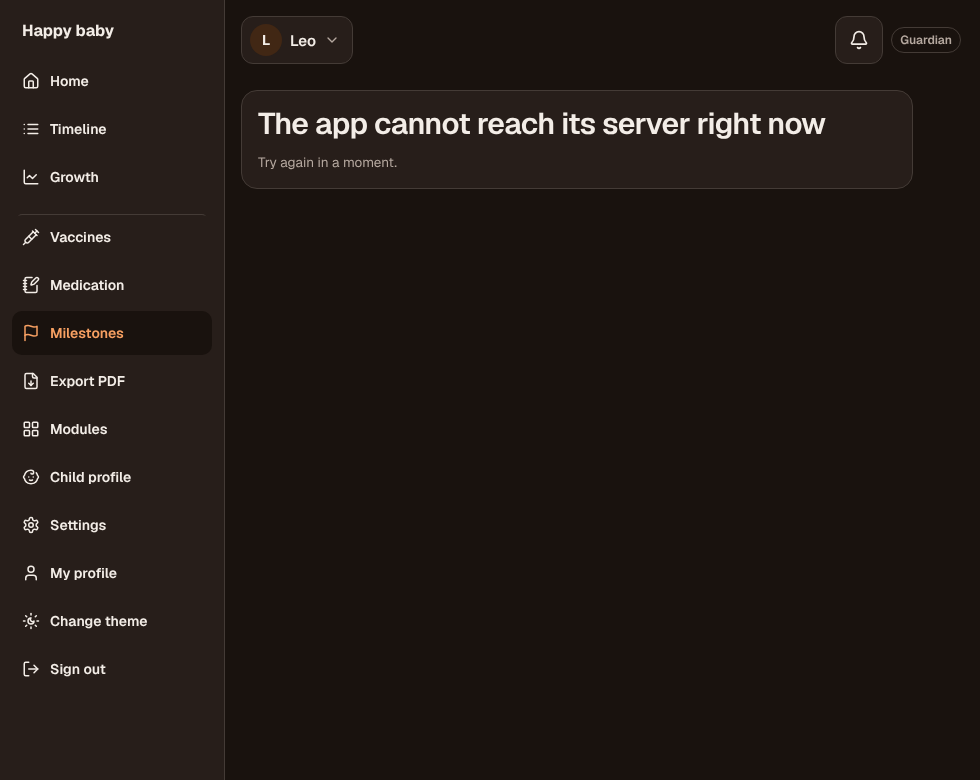 Happy baby
Home
Timeline
Growth
Vaccines
Medication
Milestones
Export PDF
Modules
Child profile
Settings
My profile
Change theme
Sign out
L Leo
Guardian
The app cannot reach its server right now
Try again in a moment.